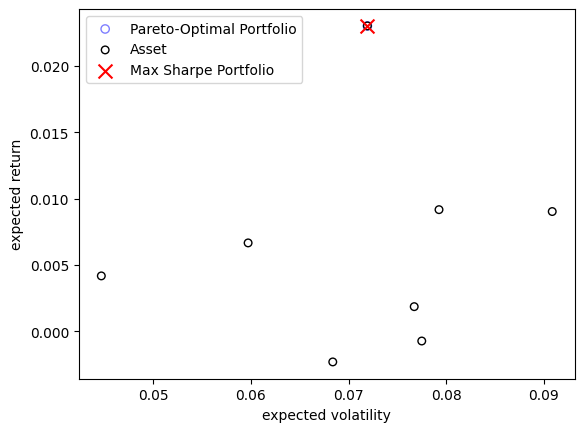 Pareto-Optimal Portfolio
Asset
Max Sharpe Portfolio
expected return
0.020
0.015
0.010
0.005
0.000
0.05 0.06 0.07 0.08 0.09
expected volatility